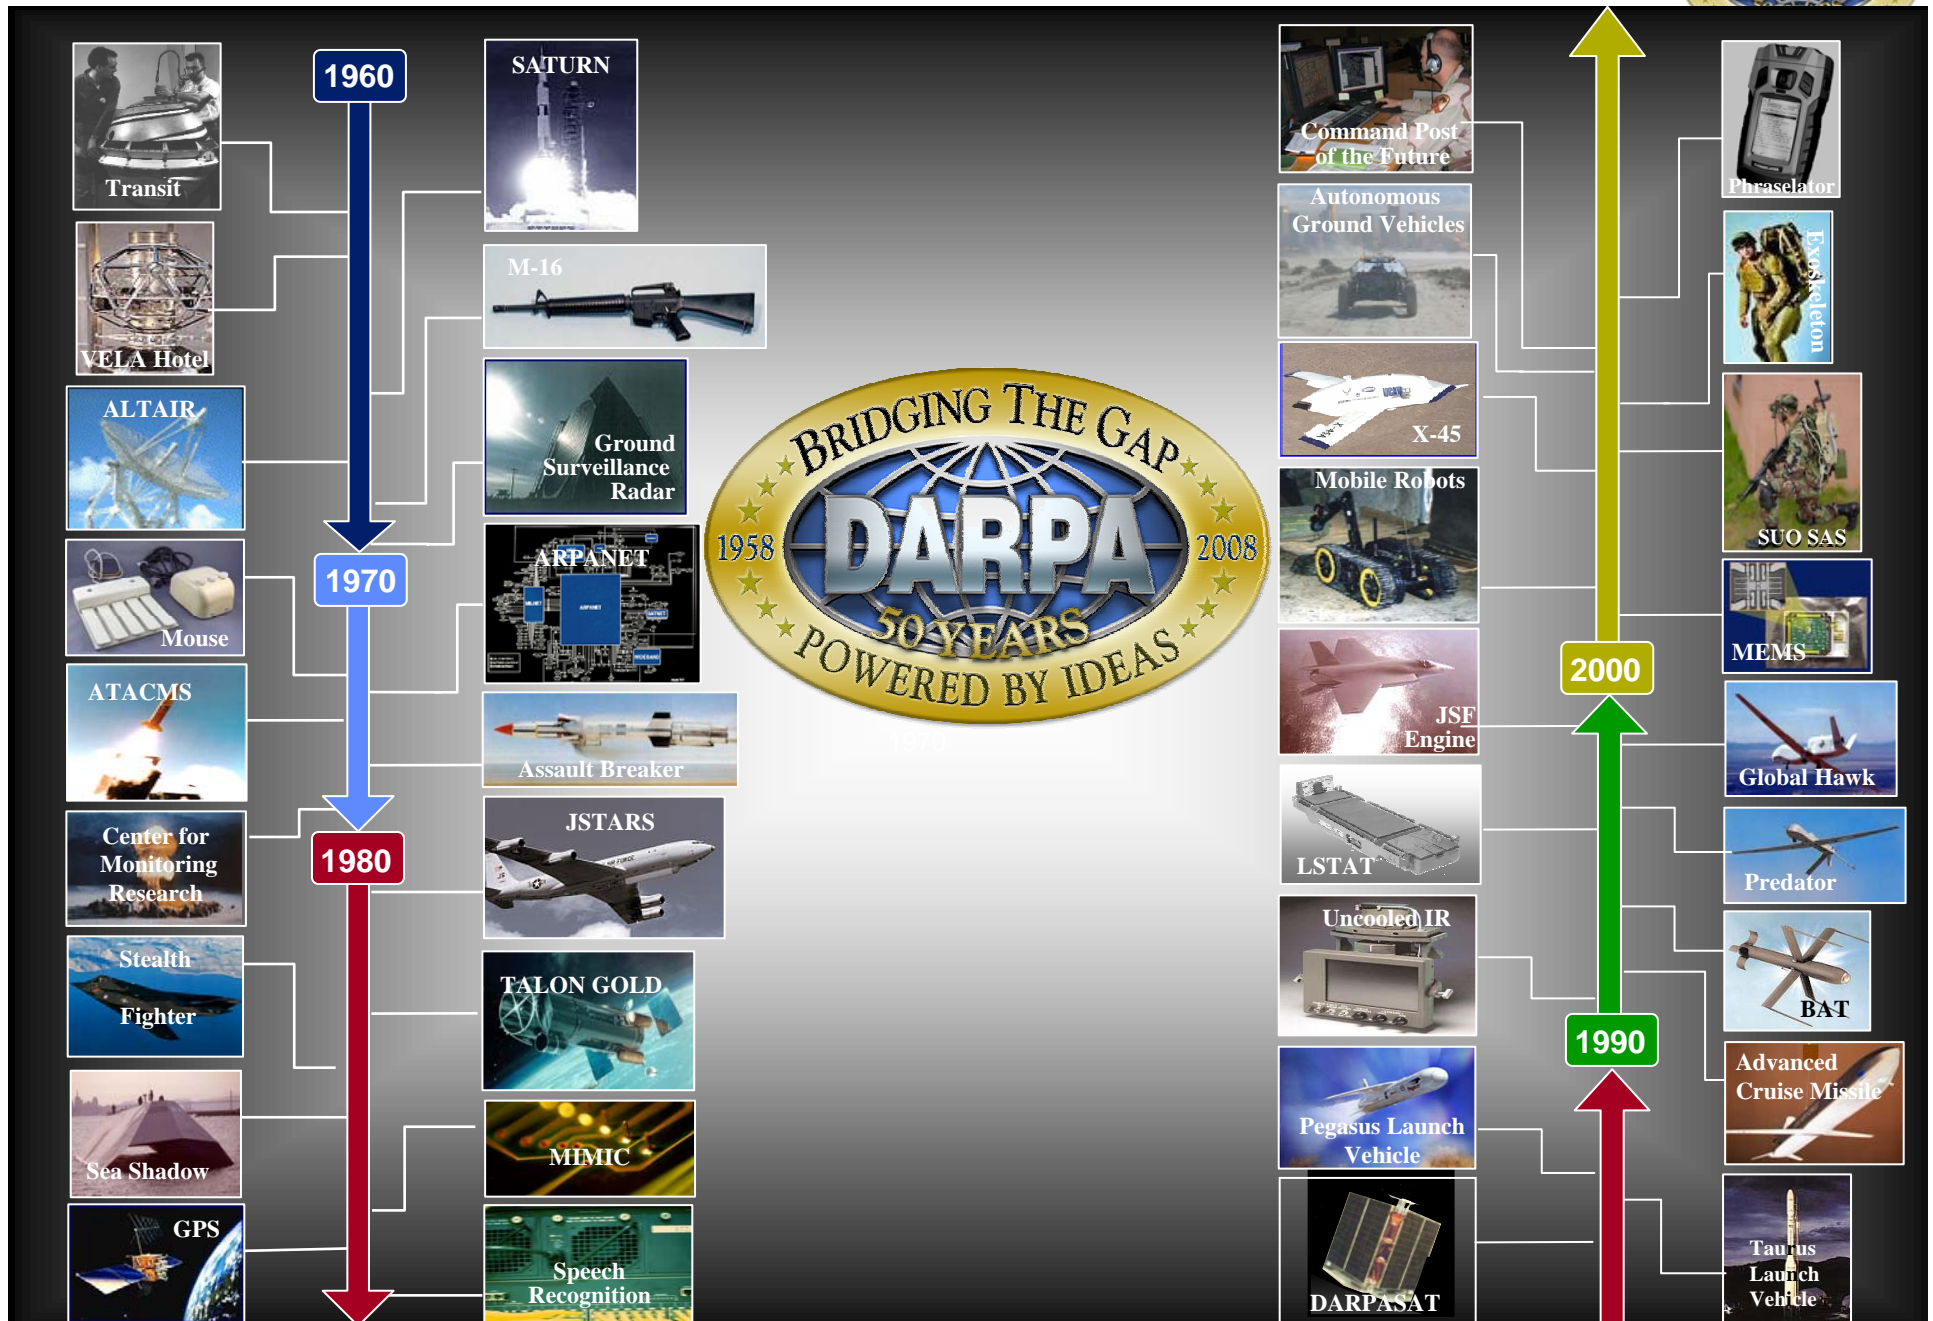 1960
Transit
VELA Hotel
ALTAIR
1970
Mouse
ATACMS
Center for
Monitoring
Research
1980
Stealth
Fighter
Sea Shadow
GPS
SATURN
M-16
Ground
Surveillance
Radar
ARPANET
ARPANET
Assault Breaker
JSTARS
TALON GOLD
MIMIC
Speech
Recognition
BRIDGING THE GAP
1958
DARPA
2008
50 YEARS
POWERED BY IDEAS
1970
Command Post
of the Future
Autonomous
Ground Vehicles
X-45
Mobile Robots
JSF
Engine
LSTAT
Uncooled IR
Pegasus Launch
Vehicle
DARPASAT
2000
1990
Phraselator
Exoskeleton
SUO SAS
MEMS
Global Hawk
Predator
BAT
Advanced
Cruise Missile
Taurus
Launch
Vehicle